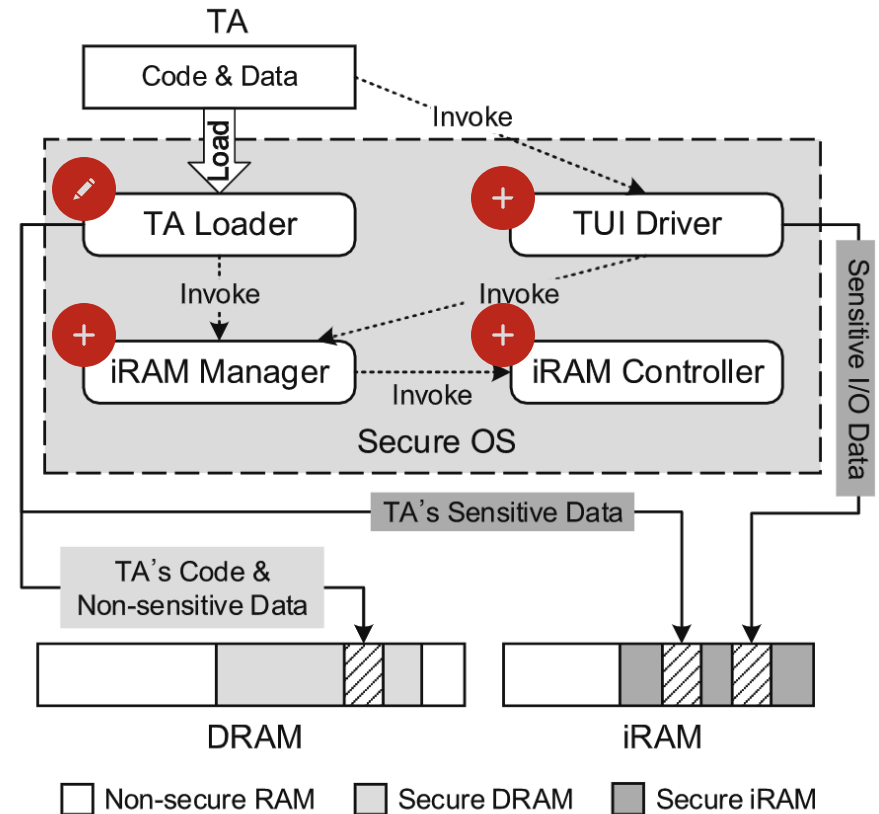 TA
Code & Data
Invoke
Load
TA Loader
TUI Driver
Invoke
Invoke
Sensitive I/O Data
iRAM Manager
iRAM Controller
Invoke
Secure OS
TA's Sensitive Data
TA's Code &
Non-sensitive Data
DRAM
iRAM
Non-secure RAM
Secure DRAM
Secure iRAM